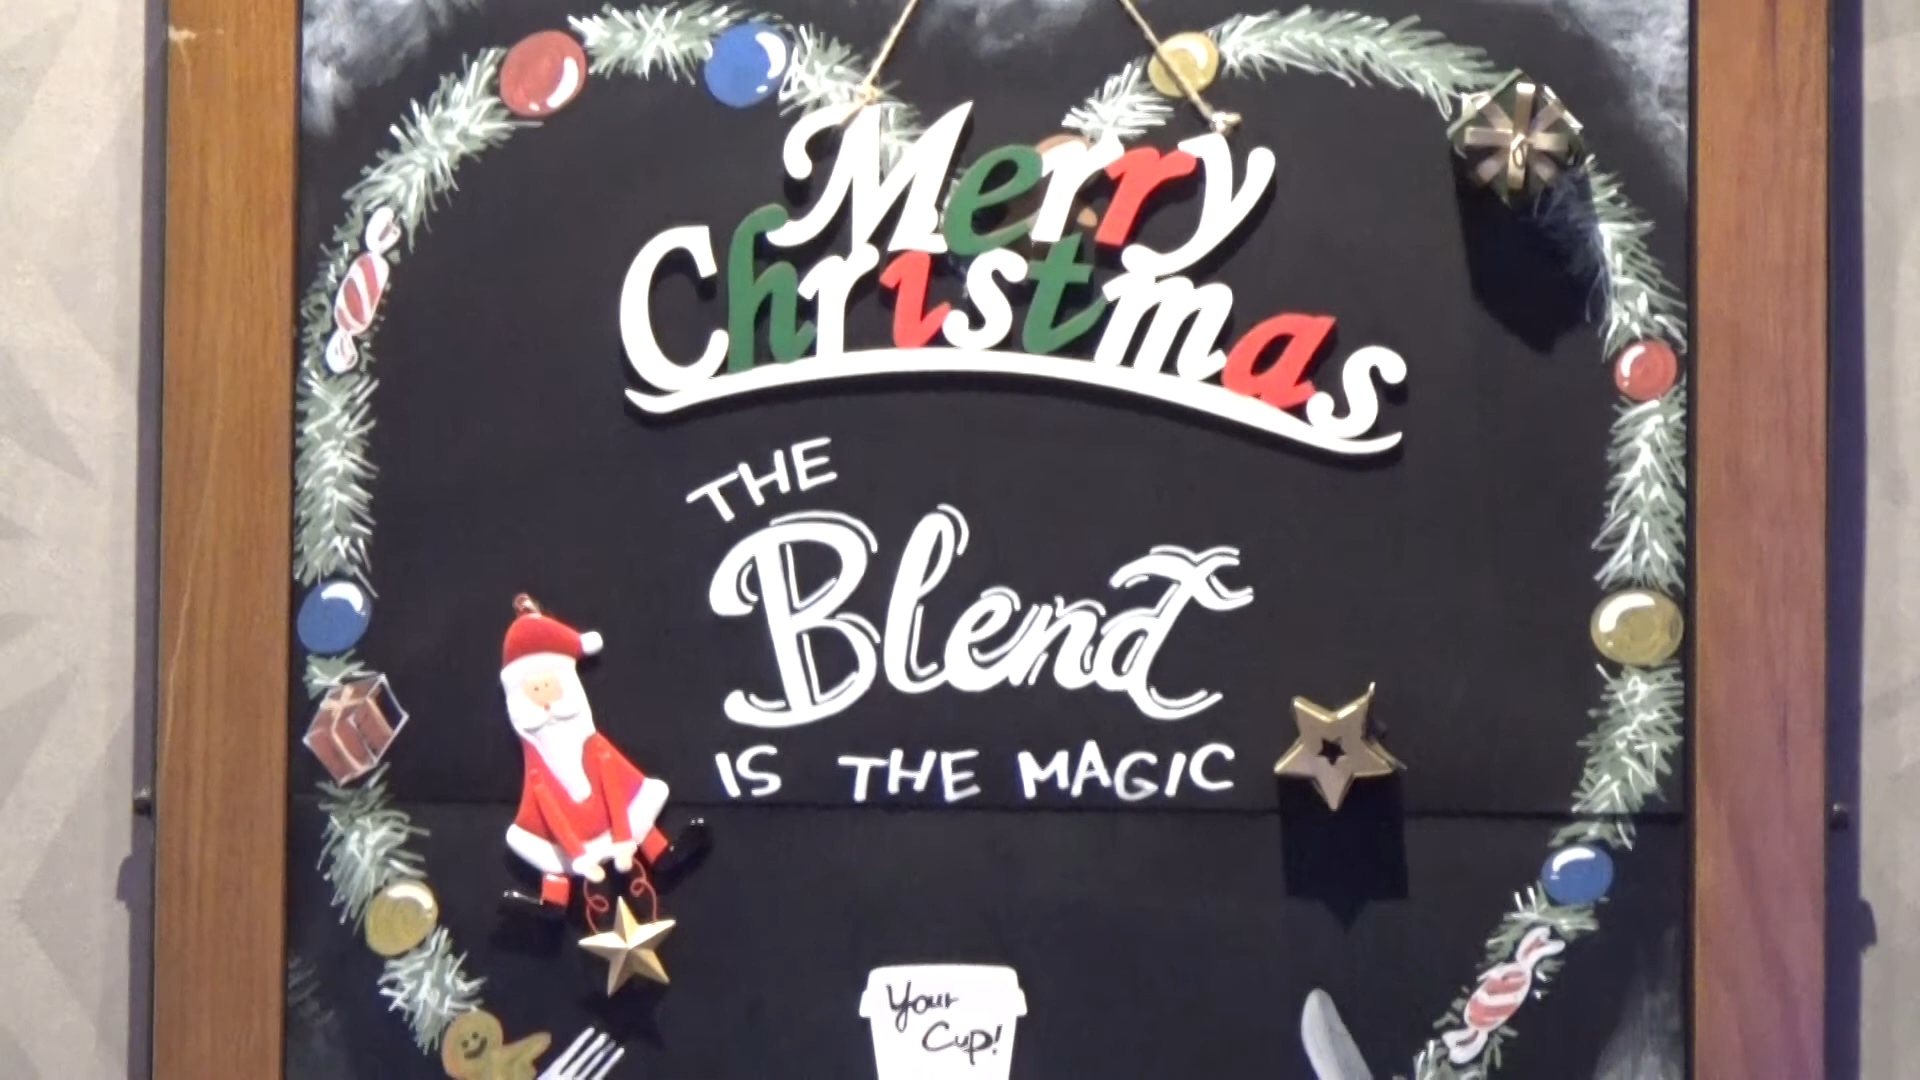 Merry
Christmas
THE
Blend
IS THE MAGIC
Your
Cup!